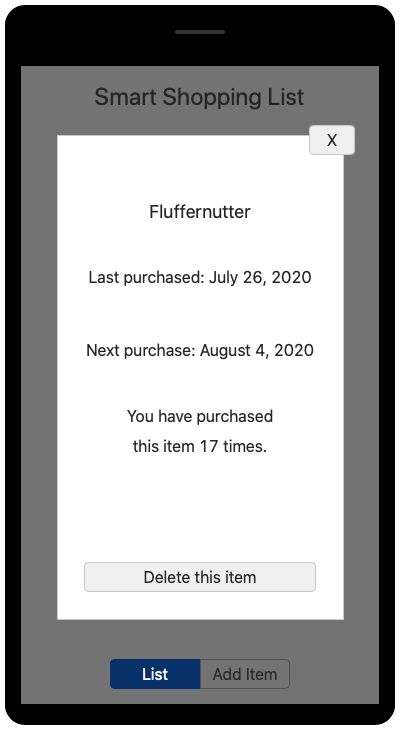 Smart Shopping List
X
Fluffernutter
Last purchased: July 26, 2020
Next purchase: August 4, 2020
You have purchased
this item 17 times.
Delete this item
List
Add Item